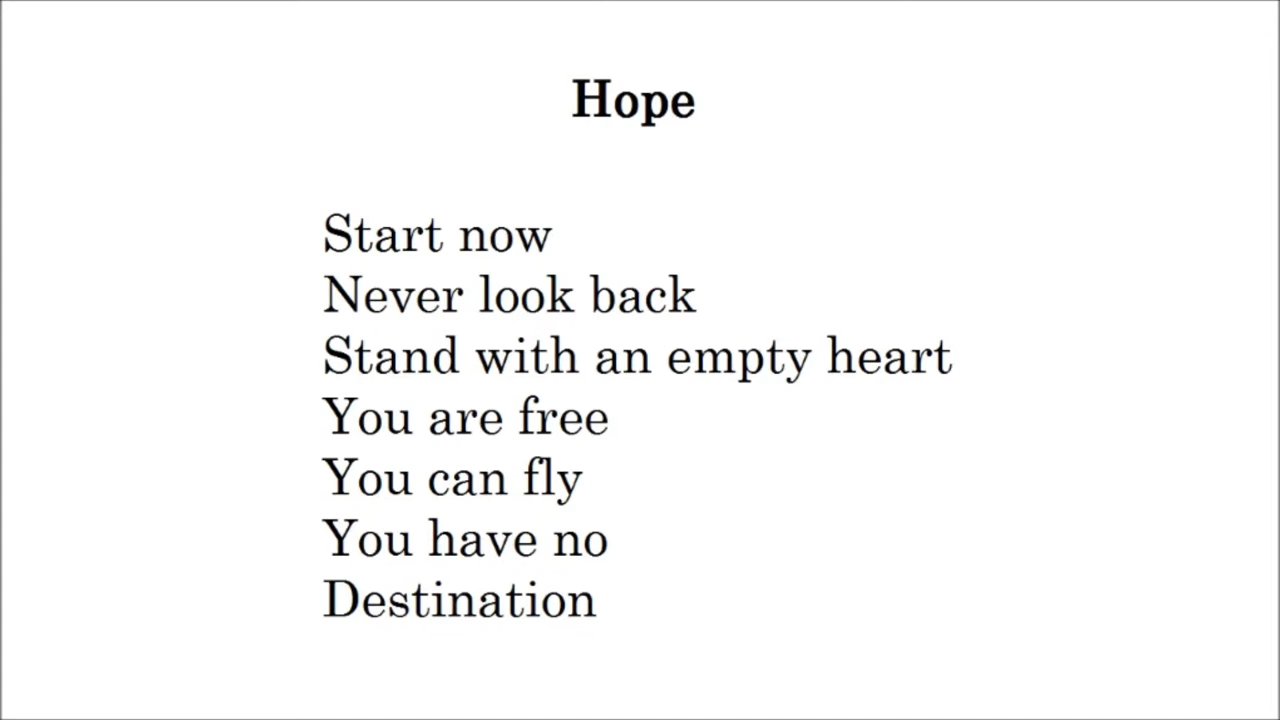 Hope
Start now
Never look back
Stand with an empty heart
You are free
You can fly
You have no
Destination